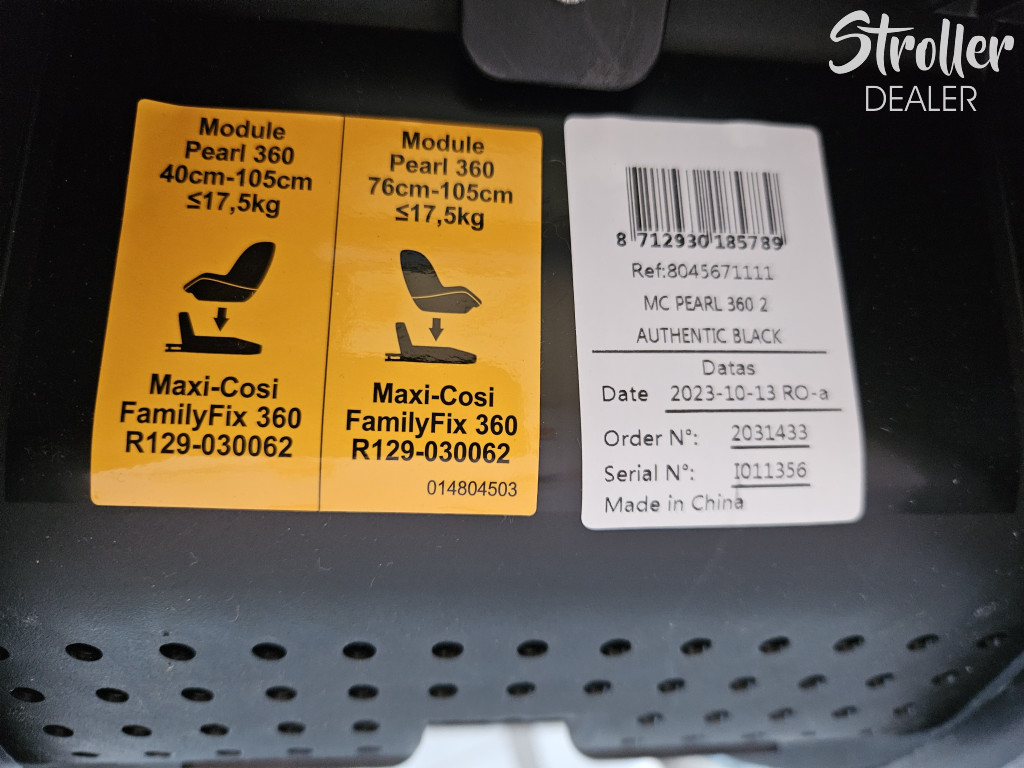 Stroller
DEALER
Module
Pearl 360
40cm-105cm
≤17,5kg
Maxi-Cosi
FamilyFix 360
R129-030062
Module
Pearl 360
76cm-105cm
≤17,5kg
Maxi-Cosi
FamilyFix 360
R129-030062
014804503
8 712930 185789
Ref:8045671111
MC PEARL 360 2
AUTHENTIC BLACK
Datas
Date 2023-10-13 RO-a
Order N°: 2031433
Serial N°: I011356
Made in China